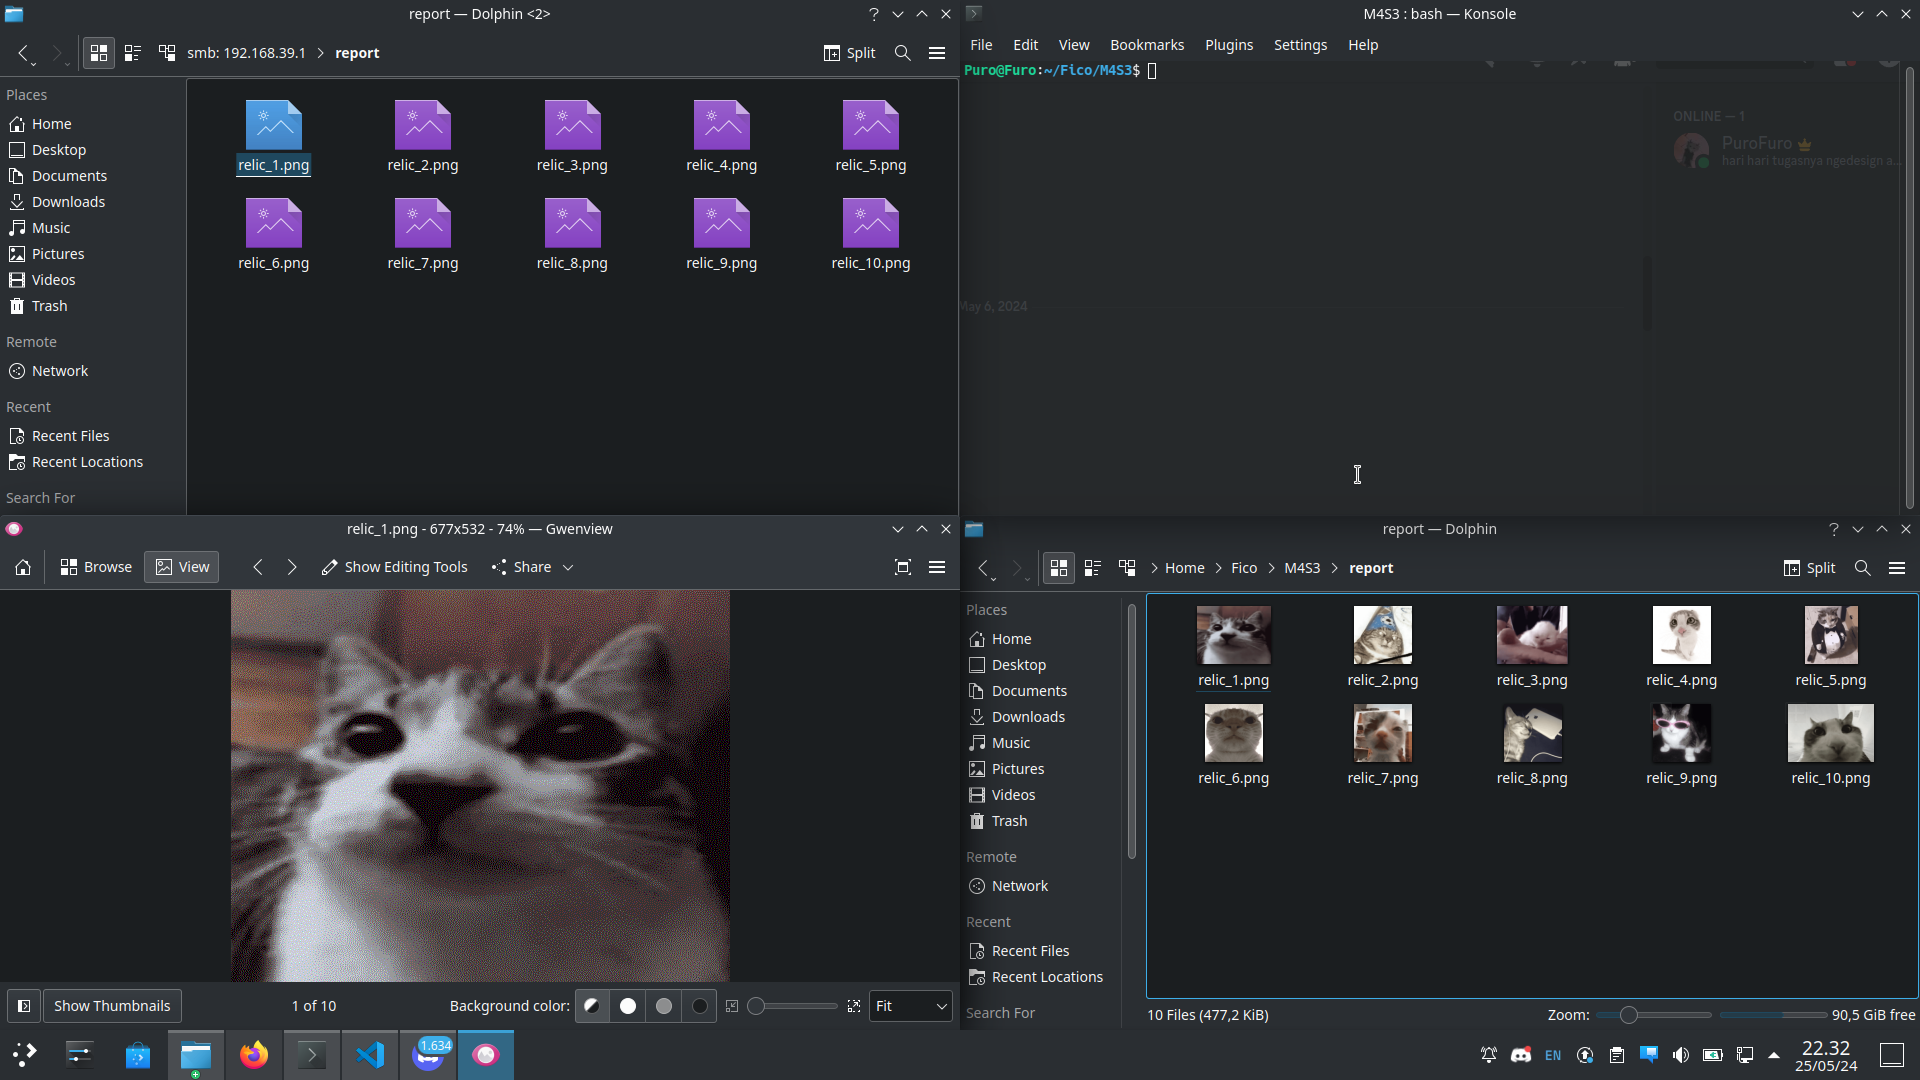 report — Dolphin <2>
smb: 192.168.39.1 > report
Split
Places
Home
Desktop
Documents
Downloads
Music
Pictures
Videos
Trash
Remote
Network
Recent
Recent Files
Recent Locations
Search For
relic_1.png
relic_2.png
relic_3.png
relic_4.png
relic_5.png
relic_6.png
relic_7.png
relic_8.png
relic_9.png
relic_10.png
M4S3 : bash — Konsole
File Edit View Bookmarks Plugins Settings Help
Puro@Furo:~/Fico/M4S3$
ONLINE — 1
PuroFuro
hari hari tugasnya ngedesign a...
May 6, 2024
relic_1.png - 677x532 - 74% — Gwenview
Browse
View
Show Editing Tools
Share
Show Thumbnails
1 of 10
Background color:
Fit
report — Dolphin
> Home > Fico > M4S3 > report
Split
Places
Home
Desktop
Documents
Downloads
Music
Pictures
Videos
Trash
Remote
Network
Recent
Recent Files
Recent Locations
Search For
relic_1.png
relic_2.png
relic_3.png
relic_4.png
relic_5.png
relic_6.png
relic_7.png
relic_8.png
relic_9.png
relic_10.png
10 Files (477,2 KiB)
Zoom:
90,5 GiB free
1.634
EN
22.32
25/05/24